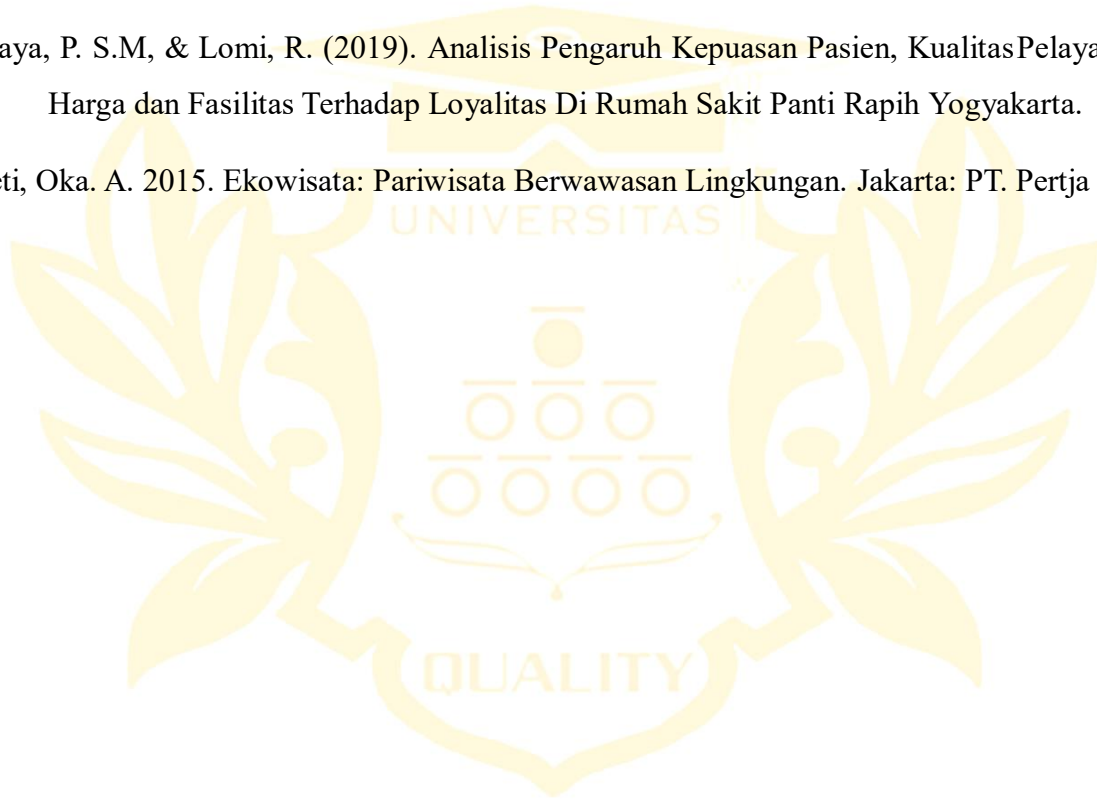 aya, P. S.M, & Lomi, R. (2019). Analisis Pengaruh Kepuasan Pasien, KualitasPelaya
Harga dan Fasilitas Terhadap Loyalitas Di Rumah Sakit Panti Rapih Yogyakarta.
eti, Oka. A. 2015. Ekowisata: Pariwisata Berwawasan Lingkungan. Jakarta: PT. Pertja
UNIVERSITAS
QUALITY